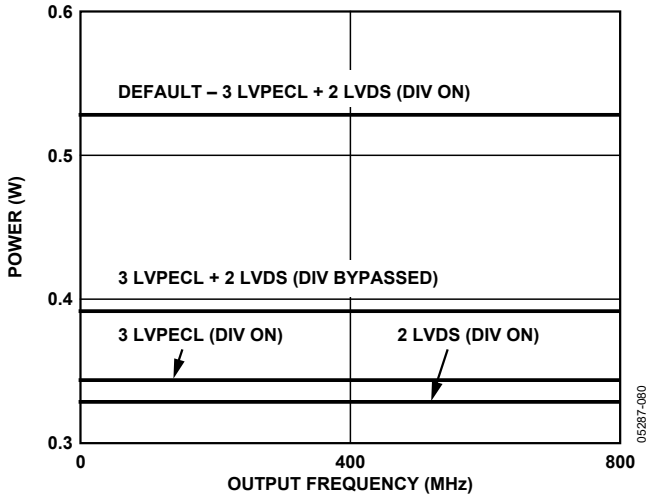 0.6
DEFAULT – 3 LVPECL + 2 LVDS (DIV ON)
0.5
POWER (W)
3 LVPECL + 2 LVDS (DIV BYPASSED)
0.4
3 LVPECL (DIV ON)
2 LVDS (DIV ON)
0.3
0
400
800
OUTPUT FREQUENCY (MHz)
05287-080